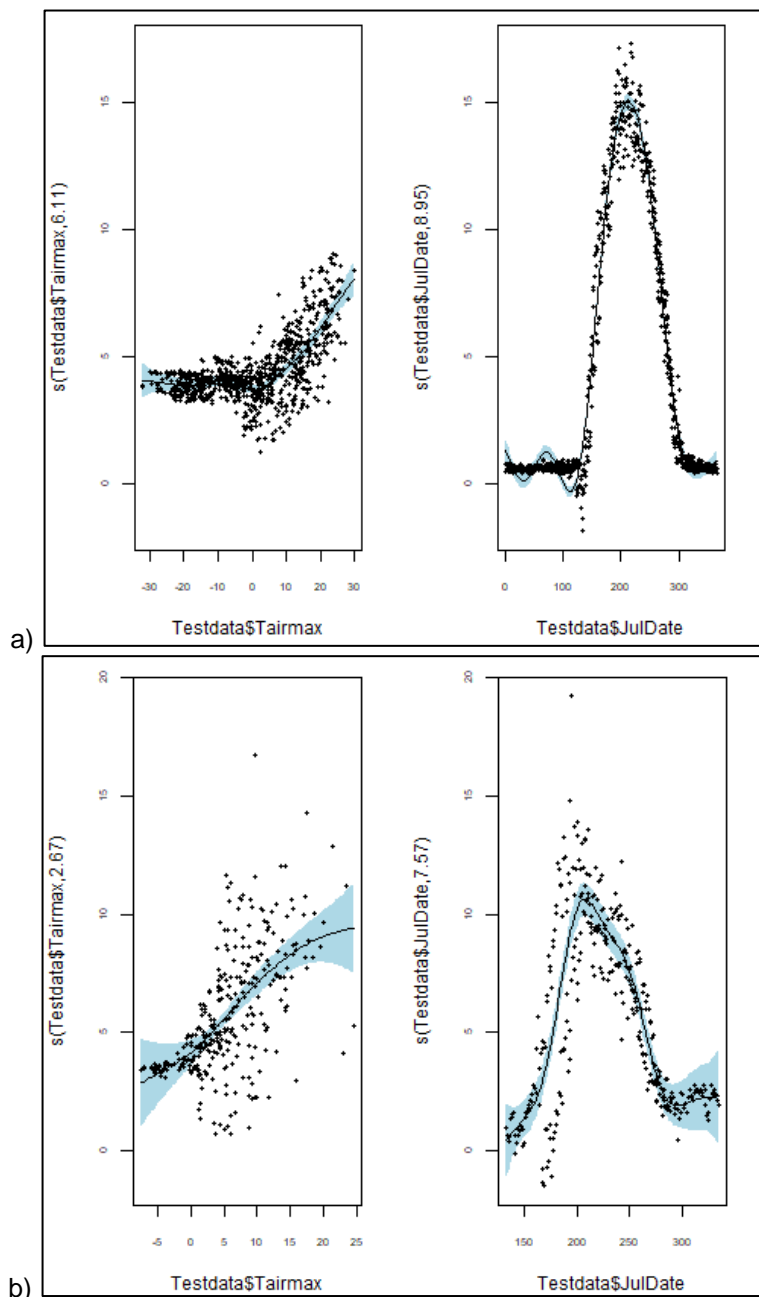 s(Testdata$Tairmax,6.11)
0 5 10 15
-30 -20 -10 0 10 20 30
Testdata$Tairmax
s(Testdata$JulDate,8.95)
0 5 10 15
0 100 200 300
Testdata$JulDate
a)
s(Testdata$Tairmax,2.67)
0 5 10 15 20
-5 0 5 10 15 20 25
Testdata$Tairmax
s(Testdata$JulDate,7.57)
0 5 10 15 20
150 200 250 300
Testdata$JulDate
b)